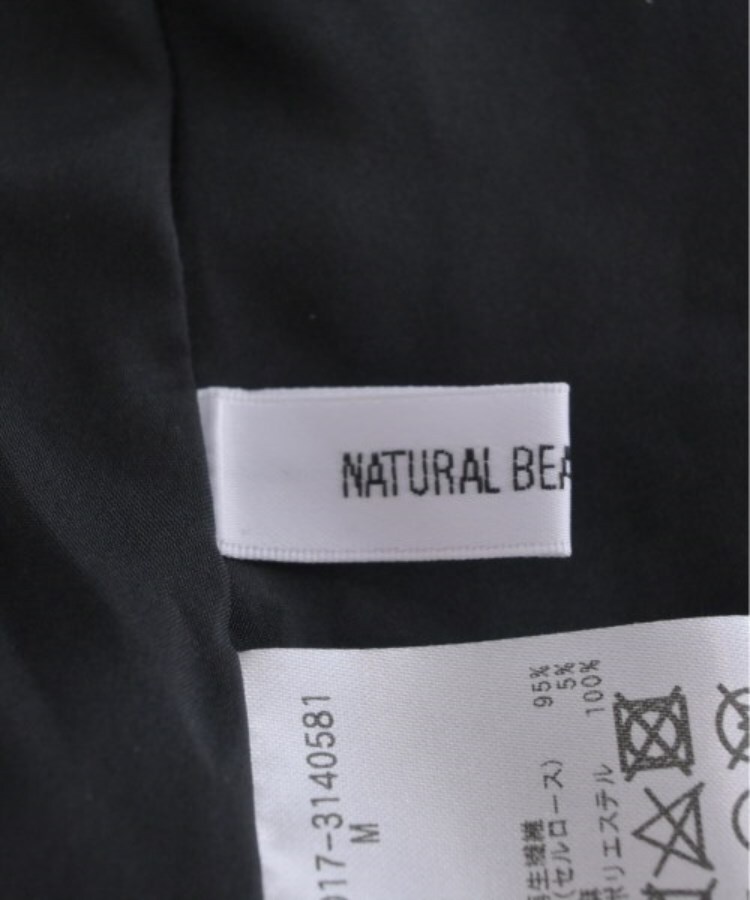 NATURAL BEA
017-3140581
M
再生繊維
(セルロース) 95%
麻 5%
ポリエステル 100%